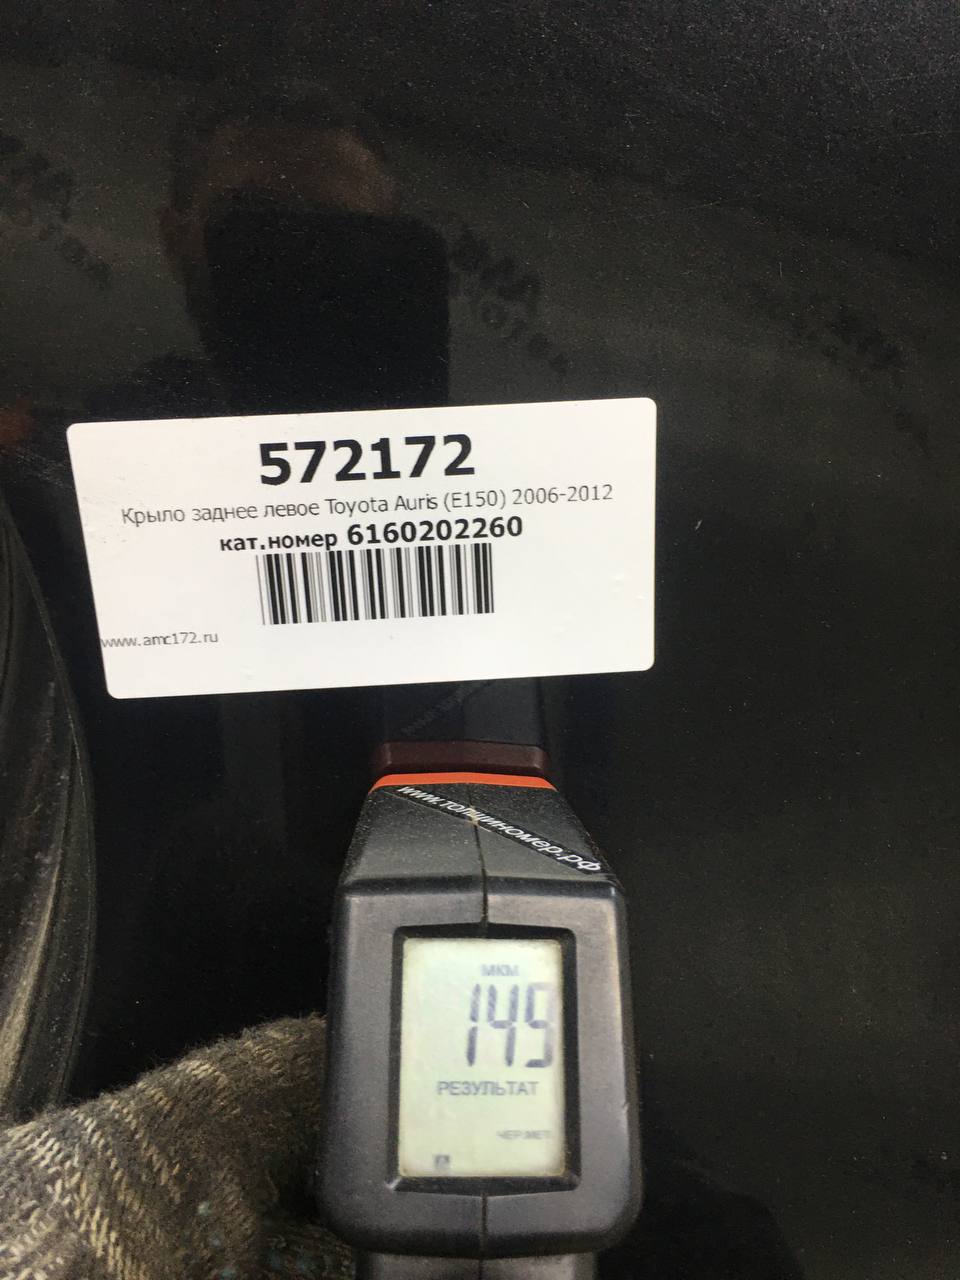 572172
Крыло заднее левое Toyota Auris (E150) 2006-2012
кат.номер 6160202260
www.amc172.ru
www.толщиномер.рф
МКМ
149
РЕЗУЛЬТАТ
ЧЕР.МЕТ